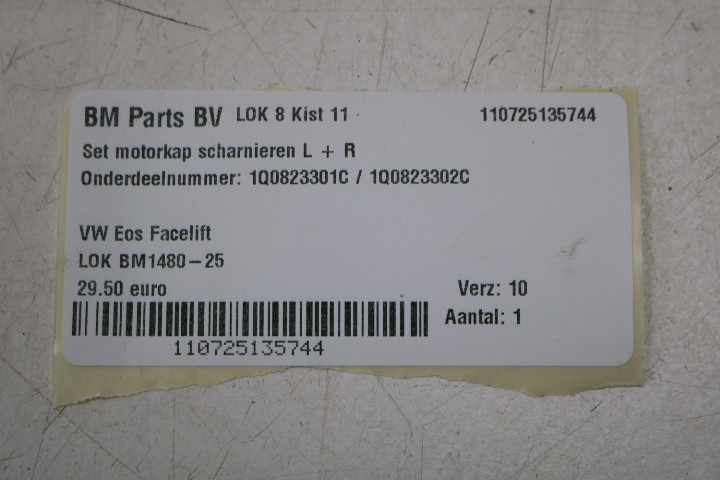 BM Parts BV LOK 8 Kist 11 110725135744
Set motorkap scharnieren L + R
Onderdeelnummer: 1Q0823301C / 1Q0823302C
VW Eos Facelift
LOK BM1480-25
29.50 euro Verz: 10
Aantal: 1
110725135744